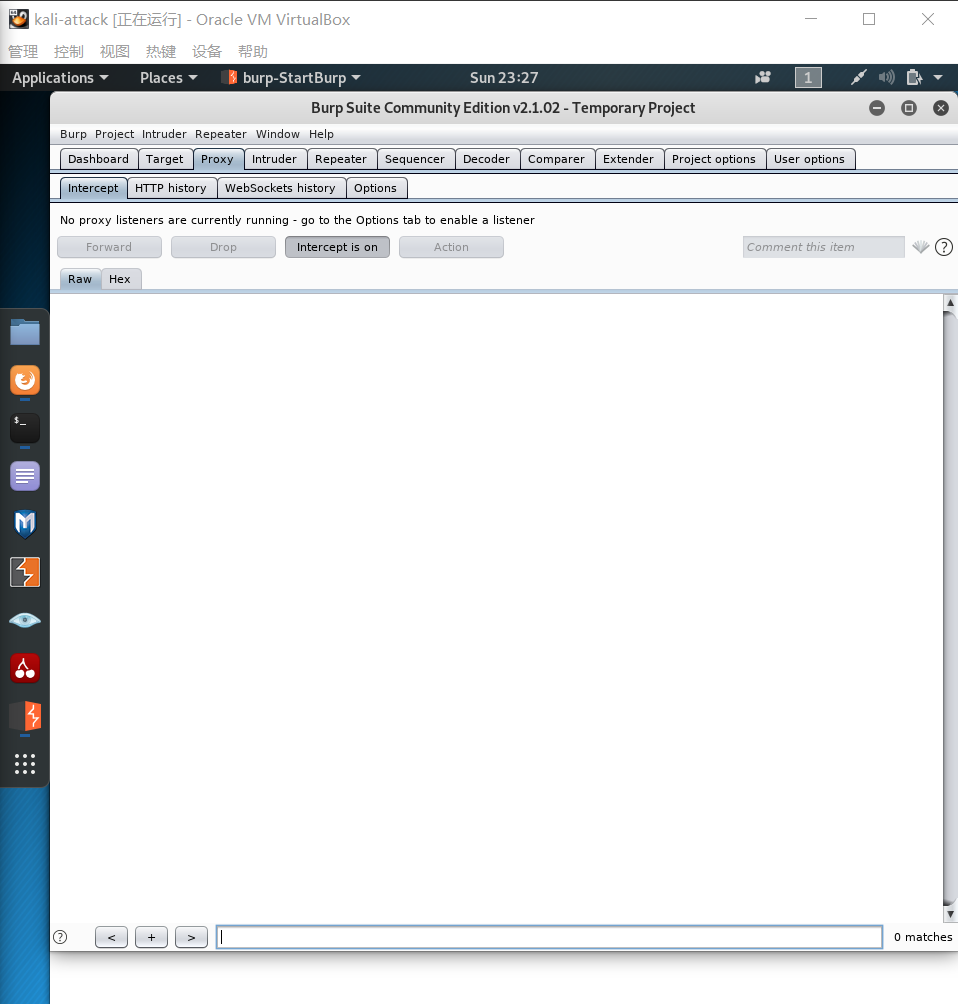 kali-attack [正在运行] - Oracle VM VirtualBox
管理 控制 视图 热键 设备 帮助
Applications Places burp-StartBurp Sun 23:27 1
Burp Suite Community Edition v2.1.02 - Temporary Project
Burp Project Intruder Repeater Window Help
Dashboard Target Proxy Intruder Repeater Sequencer Decoder Comparer Extender Project options User options
Intercept HTTP history WebSockets history Options
No proxy listeners are currently running - go to the Options tab to enable a listener
Forward Drop Intercept is on Action Comment this item ?
Raw Hex
$_
? < + > 0 matches